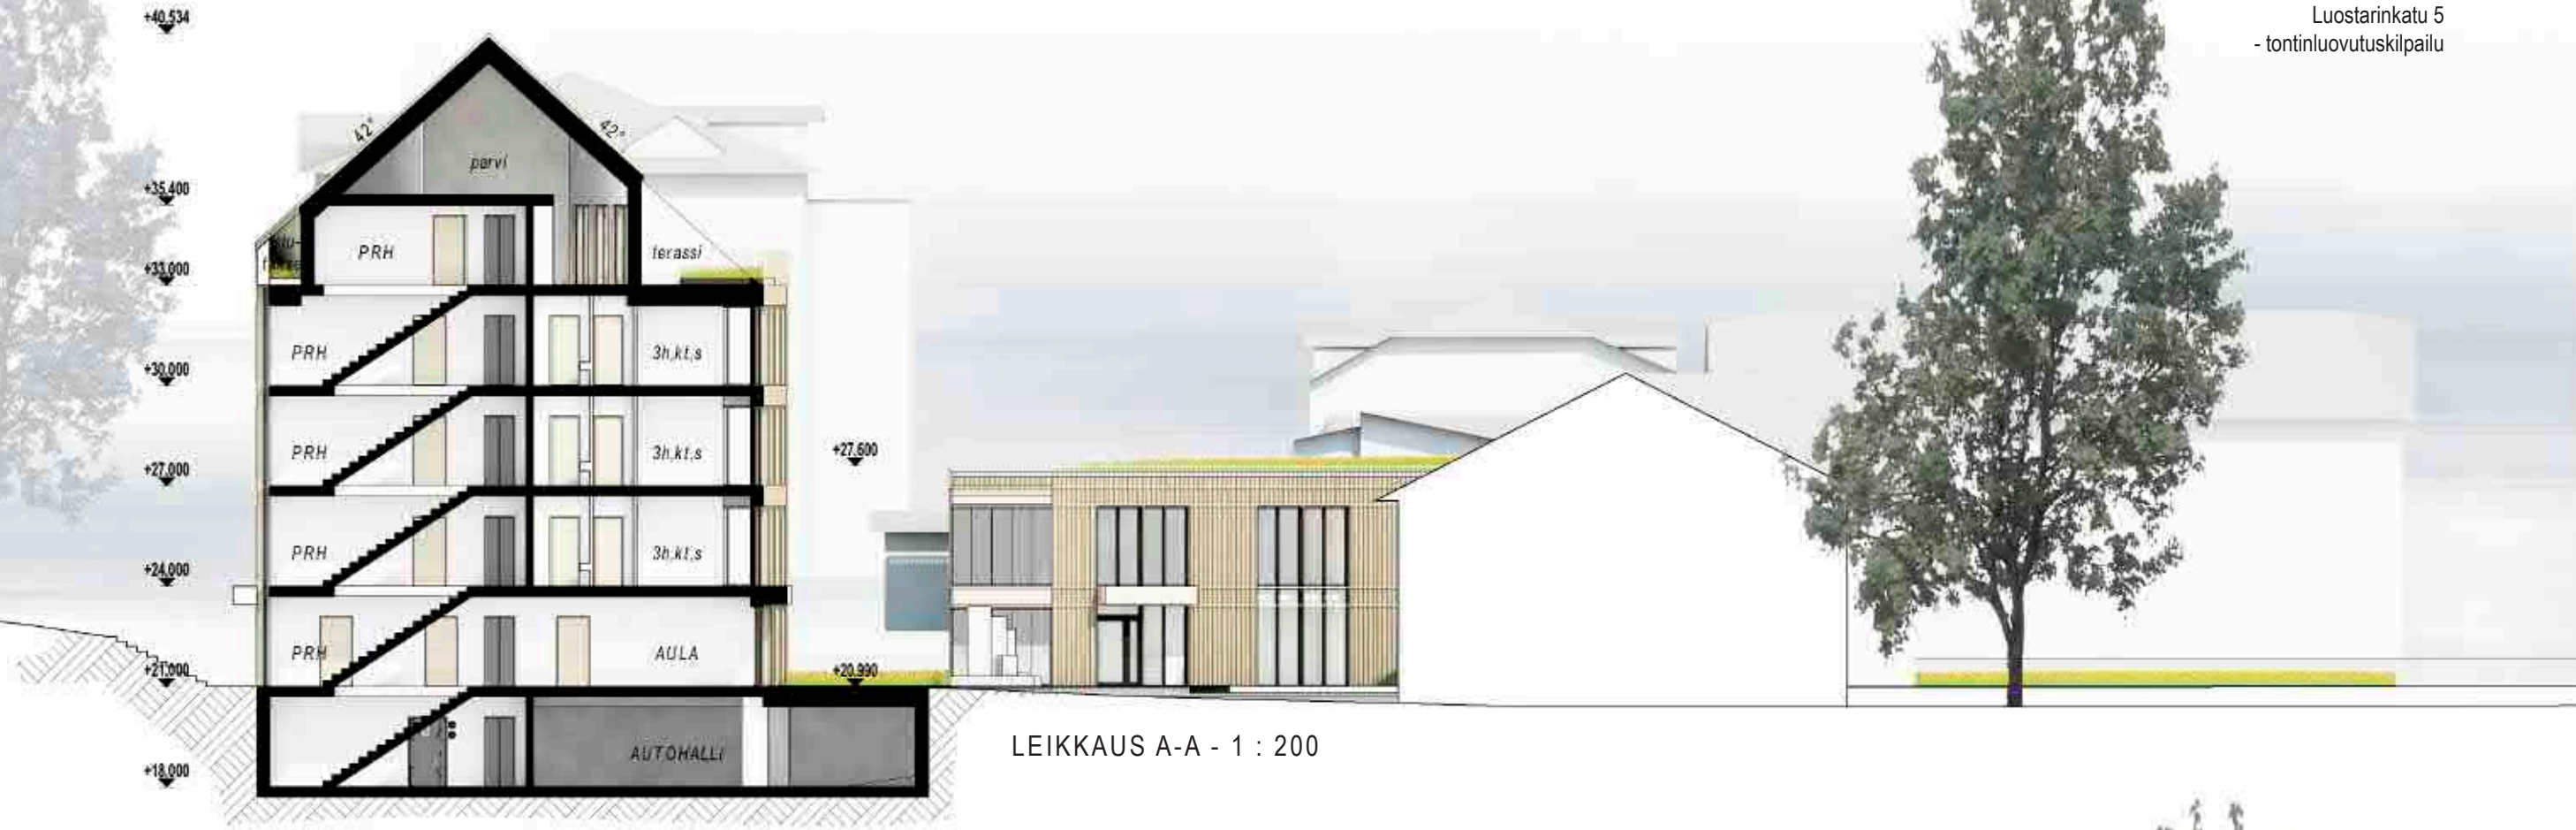 +40.534
Luostarinkatu 5
- tontinluovutuskilpailu
42°
42°
parvi
+35.400
PRH
terassi
+33.000
PRH
3h,kt,s
+30.000
PRH
3h,kt,s
+27.600
+27.000
PRH
3h,kt,s
+24.000
PRH
AULA
+21.000
+20.990
AUTOHALLI
LEIKKAUS A-A - 1 : 200
+18.000